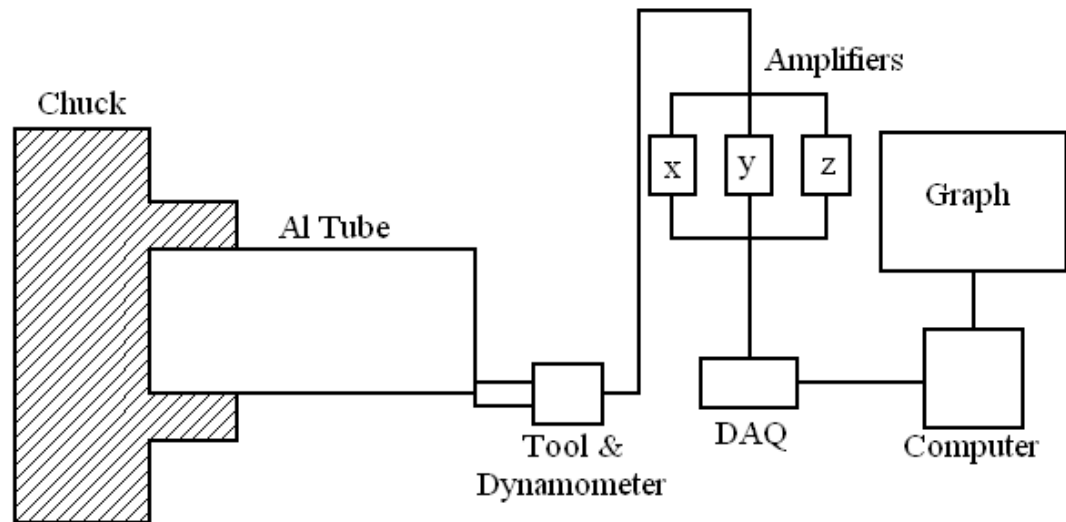 Chuck
Al Tube
Tool &
Dynamometer
Amplifiers
x
y
z
DAQ
Computer
Graph